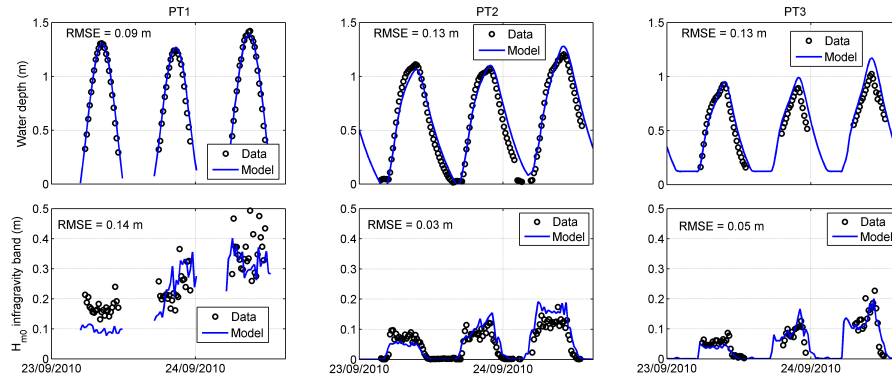 PT1
PT2
PT3
Water depth (m)
1.5
1
0.5
0
RMSE = 0.09 m
Data
Model
1.5
1
0.5
0
RMSE = 0.13 m
Data
Model
1.5
1
0.5
0
RMSE = 0.13 m
Data
Model
Hm0 infragravity band (m)
0.5
0.4
0.3
0.2
0.1
0
RMSE = 0.14 m
Data
Model
23/09/2010
24/09/2010
0.5
0.4
0.3
0.2
0.1
0
RMSE = 0.03 m
Data
Model
23/09/2010
24/09/2010
0.5
0.4
0.3
0.2
0.1
0
RMSE = 0.05 m
Data
Model
23/09/2010
24/09/2010